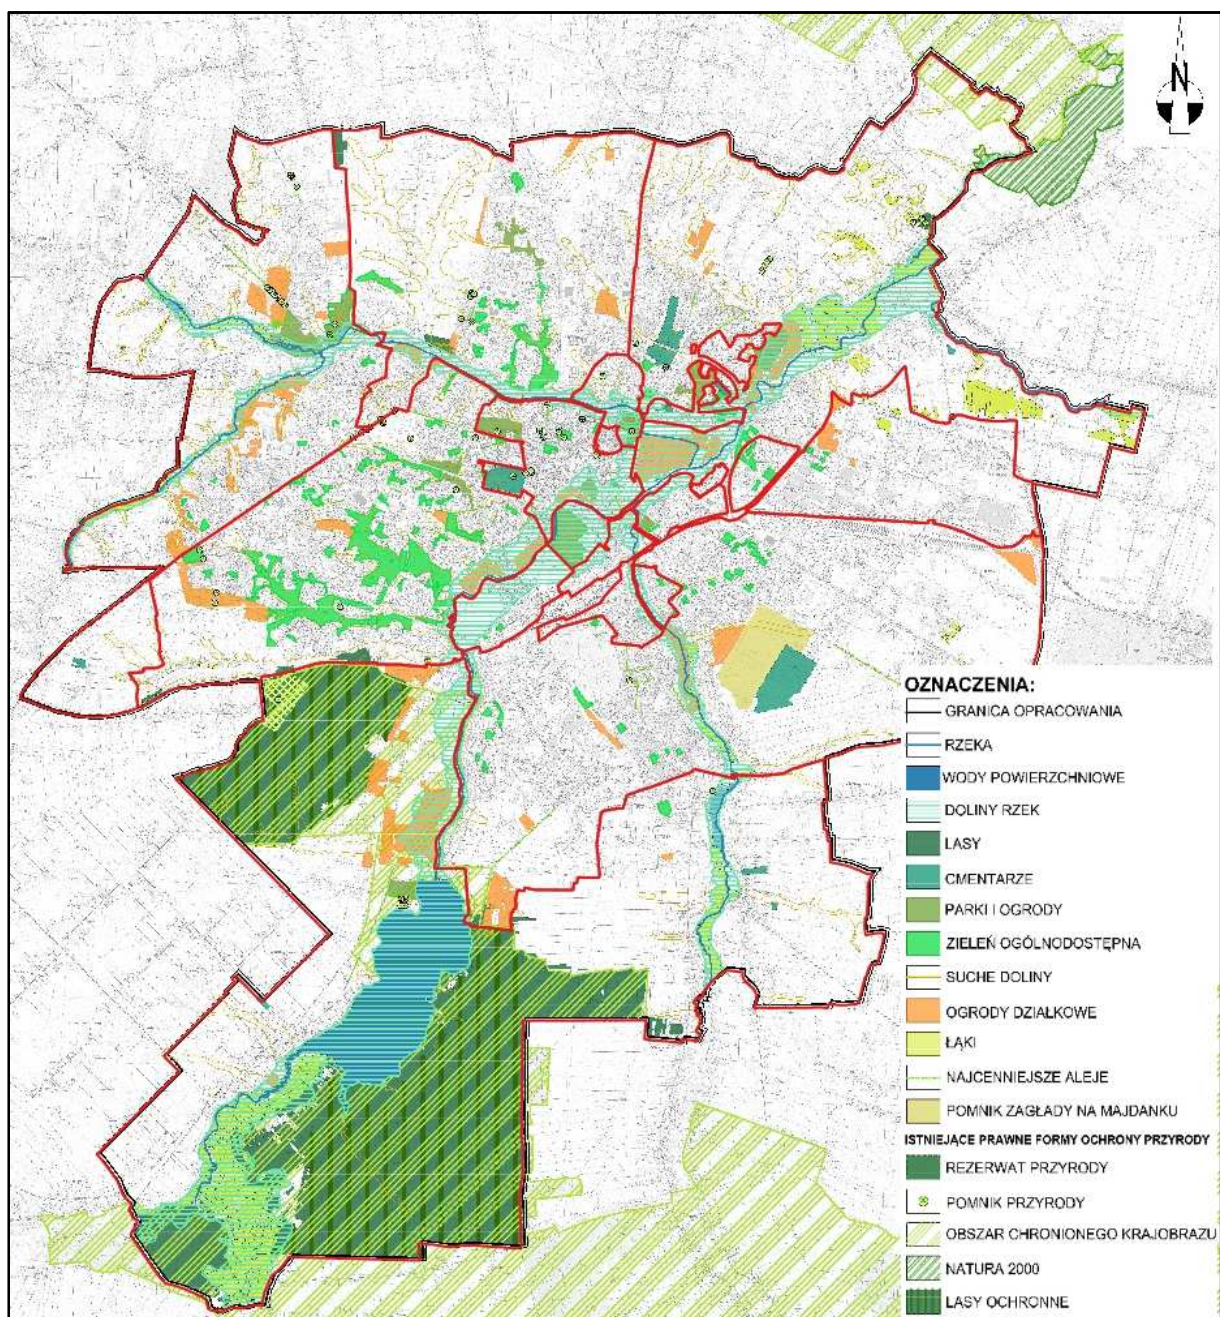 N
OZNACZENIA:
GRANICA OPRACOWANIA
RZEKA
WODY POWIERZCHNIOWE
DOLINY RZEK
LASY
CMENTARZE
PARKI I OGRODY
ZIELEŃ OGÓLNODOSTĘPNA
SUCHE DOLINY
OGRODY DZIAŁKOWE
ŁĄKI
NAJCENNIEJSZE ALEJE
POMNIK ZAGŁADY NA MAJDANKU
ISTNIEJĄCE PRAWNE FORMY OCHRONY PRZYRODY
REZERWAT PRZYRODY
POMNIK PRZYRODY
OBSZAR CHRONIONEGO KRAJOBRAZU
NATURA 2000
LASY OCHRONNE